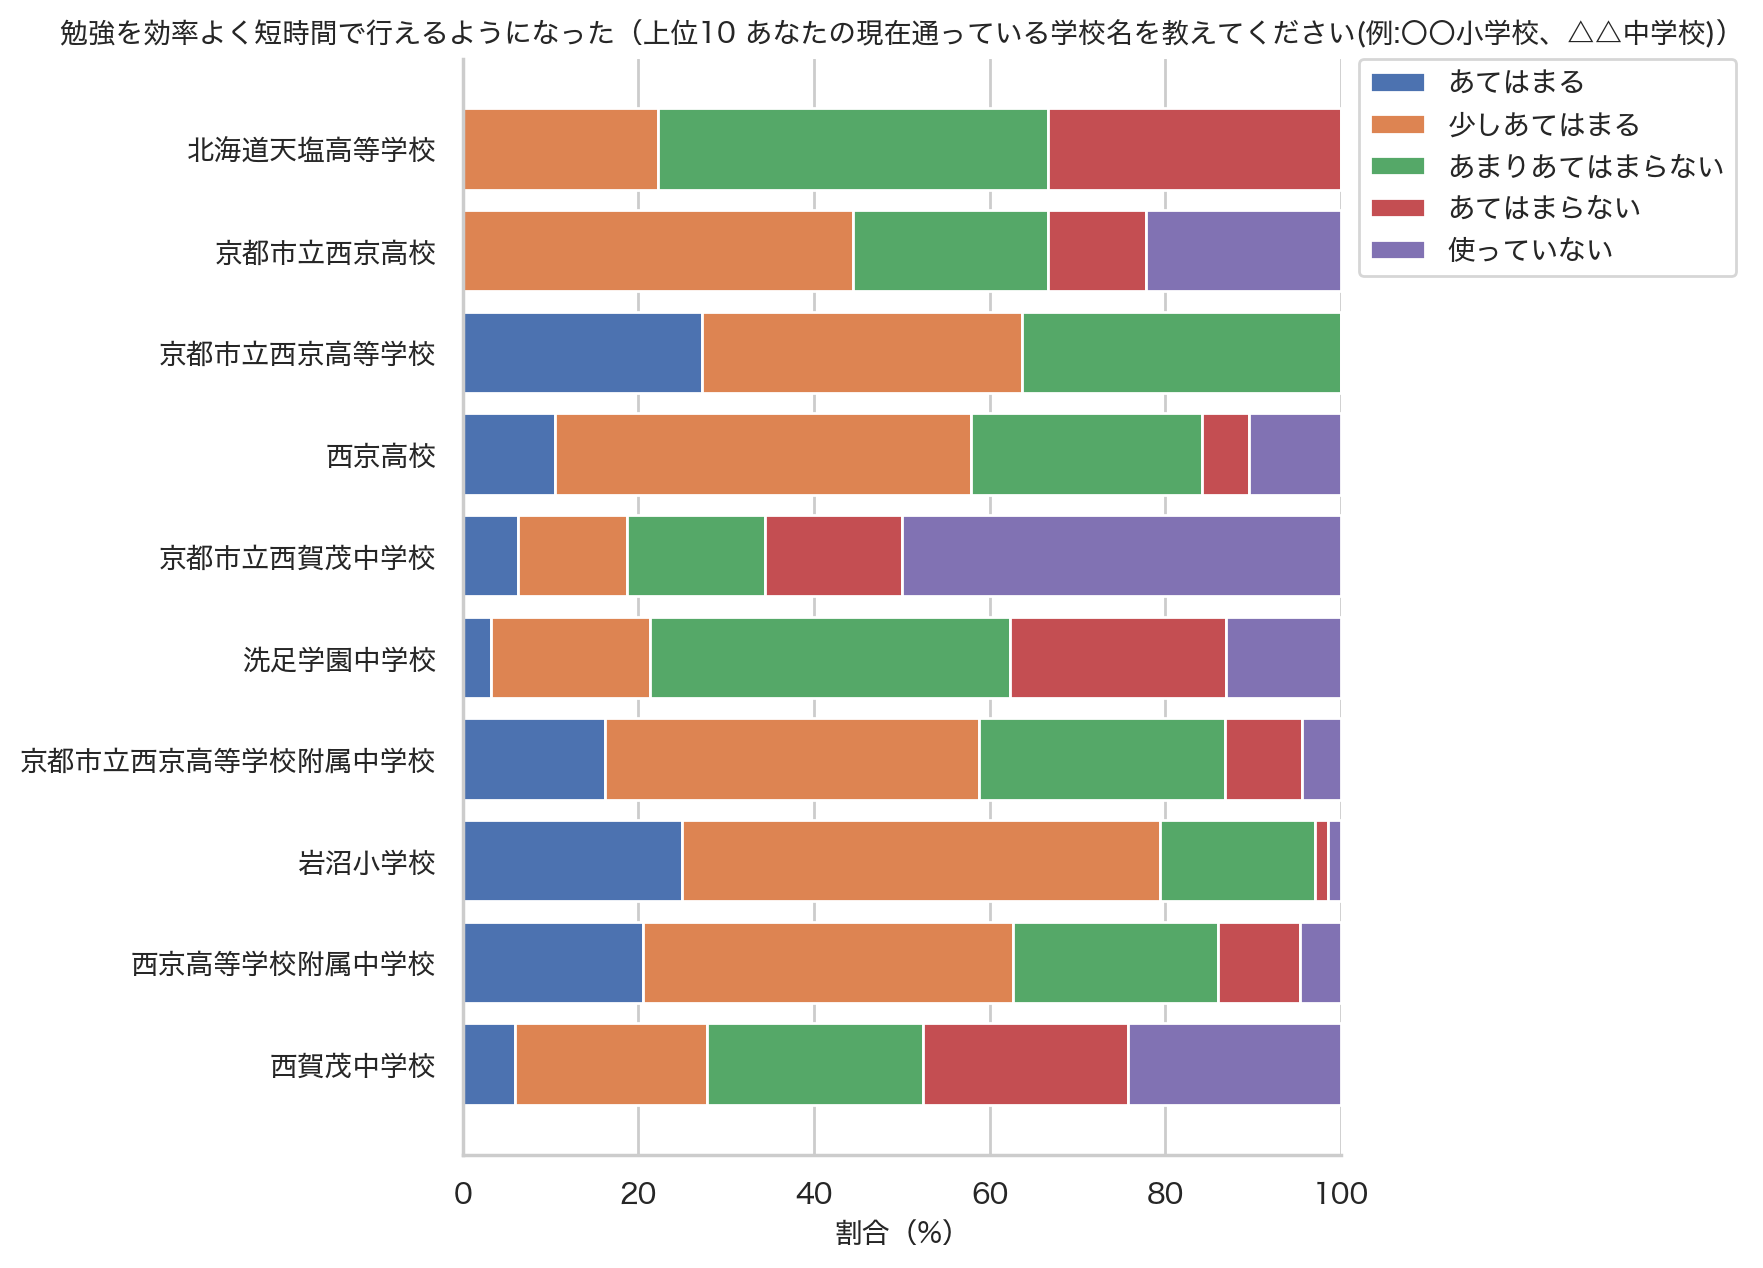 勉強を効率よく短時間で行えるようになった（上位10 あなたの現在通っている学校名を教えてください(例:〇〇小学校、△△中学校)）
あてはまる
少しあてはまる
あまりあてはまらない
あてはまらない
使っていない
北海道天塩高等学校
京都市立西京高校
京都市立西京高等学校
西京高校
京都市立西賀茂中学校
洗足学園中学校
京都市立西京高等学校附属中学校
岩沼小学校
西京高等学校附属中学校
西賀茂中学校
0 20 40 60 80 100
割合（%）